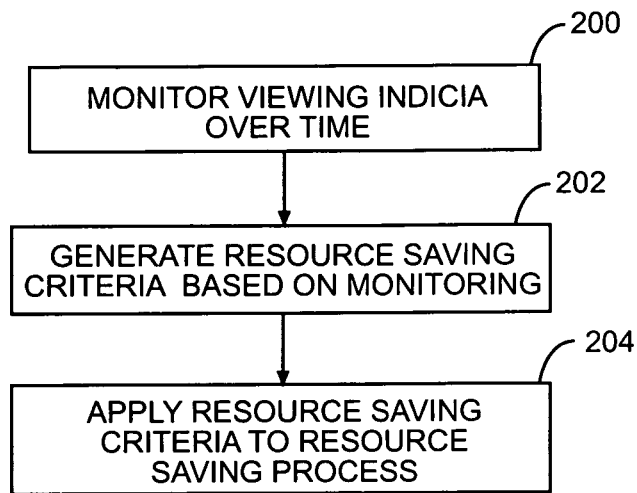 200
MONITOR VIEWING INDICIA
OVER TIME
202
GENERATE RESOURCE SAVING
CRITERIA BASED ON MONITORING
204
APPLY RESOURCE SAVING
CRITERIA TO RESOURCE
SAVING PROCESS